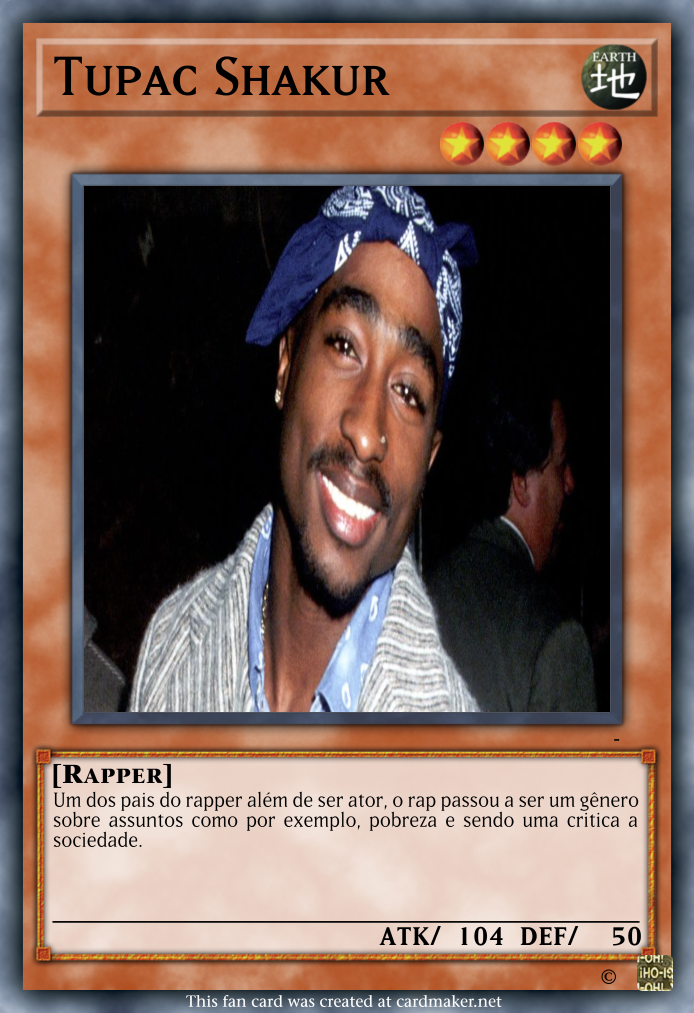 Tupac Shakur
EARTH
地
-
[Rapper]
Um dos pais do rapper além de ser ator, o rap passou a ser um gênero
sobre assuntos como por exemplo, pobreza e sendo uma critica a
sociedade.
ATK/ 104 DEF/ 50
©
This fan card was created at cardmaker.net